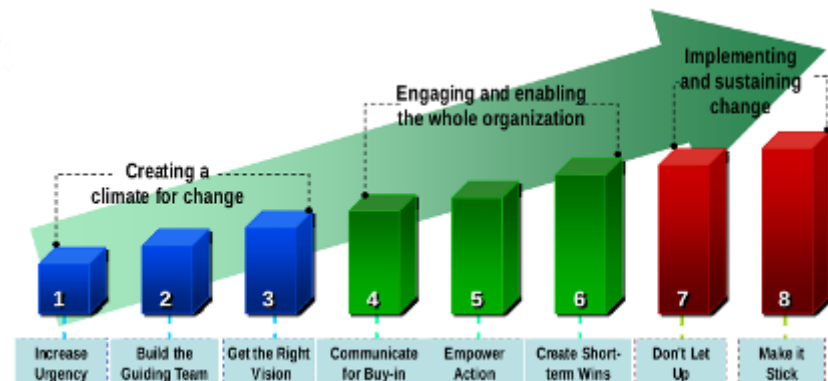 Implementing
and sustaining
change
Engaging and enabling
the whole organization
Creating a
climate for change
1
2
3
4
5
6
7
8
Increase
Urgency
Build the
Guiding Team
Get the Right
Vision
Communicate
for Buy-in
Empower
Action
Create Short-
term Wins
Don't Let
Up
Make it
Stick